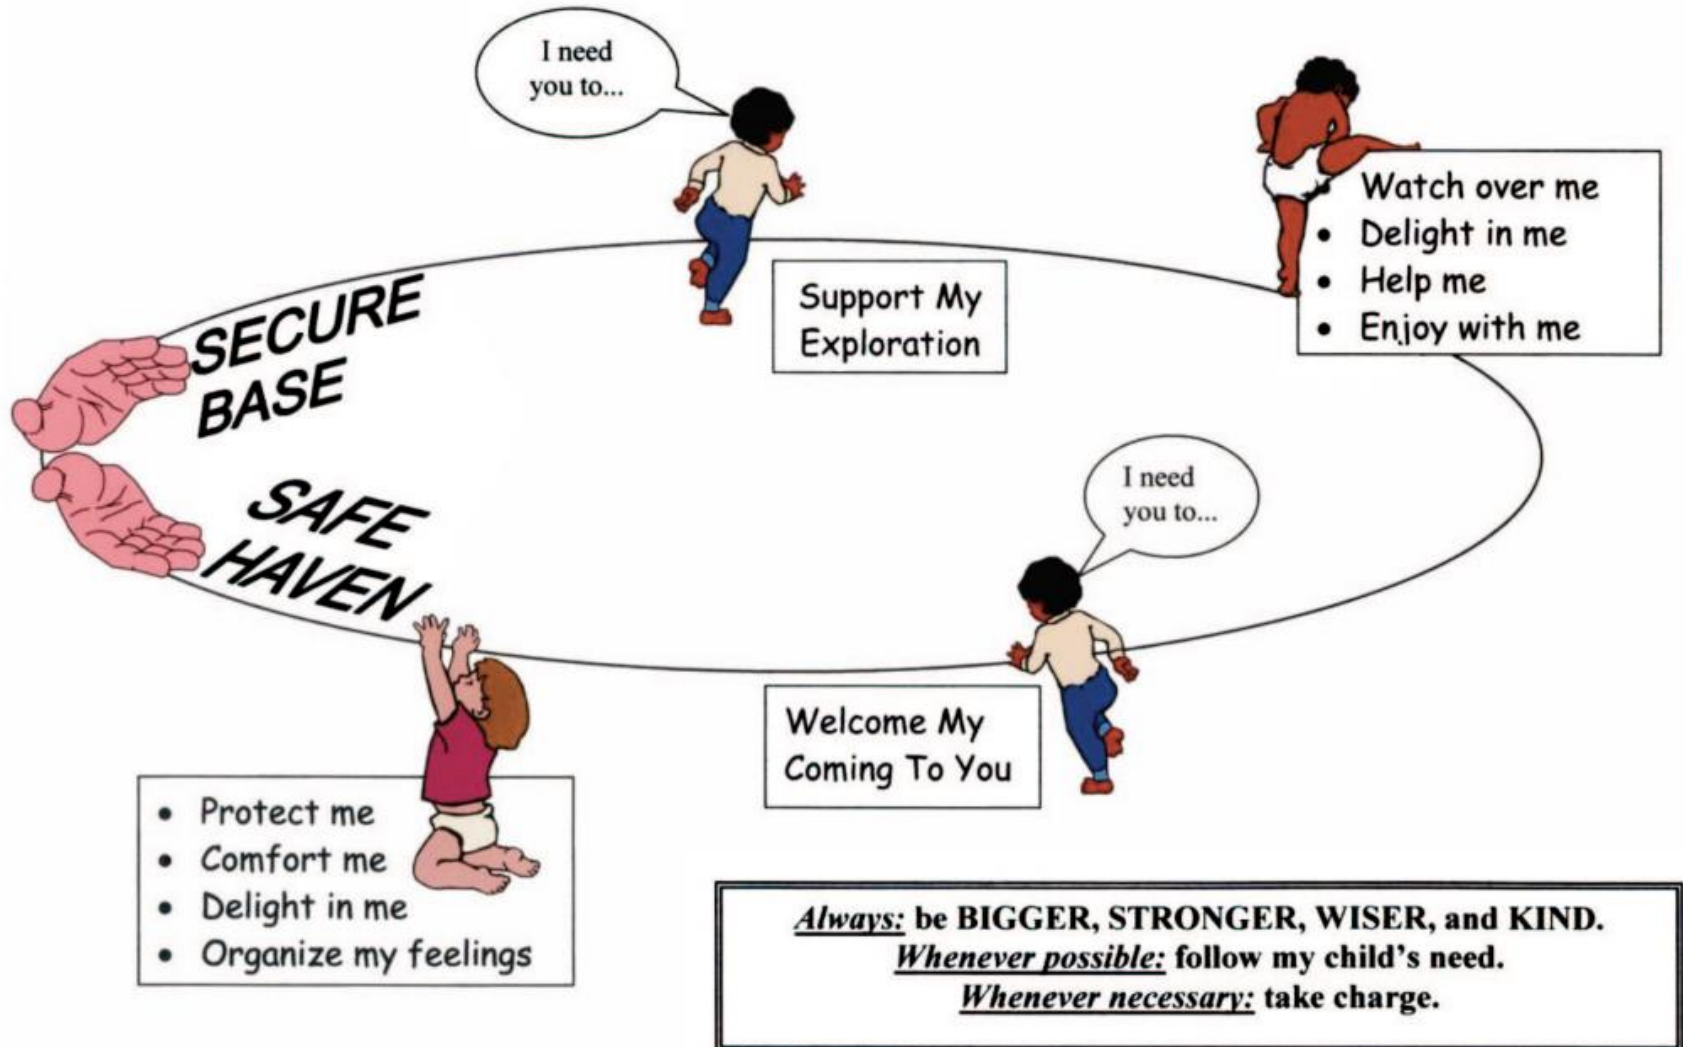 I need
you to...
• Watch over me
• Delight in me
• Help me
• Enjoy with me
SECURE
BASE
Support My
Exploration
I need
you to...
SAFE
HAVEN
Welcome My
Coming To You
• Protect me
• Comfort me
• Delight in me
• Organize my feelings
Always: be BIGGER, STRONGER, WISER, and KIND.
Whenever possible: follow my child's need.
Whenever necessary: take charge.